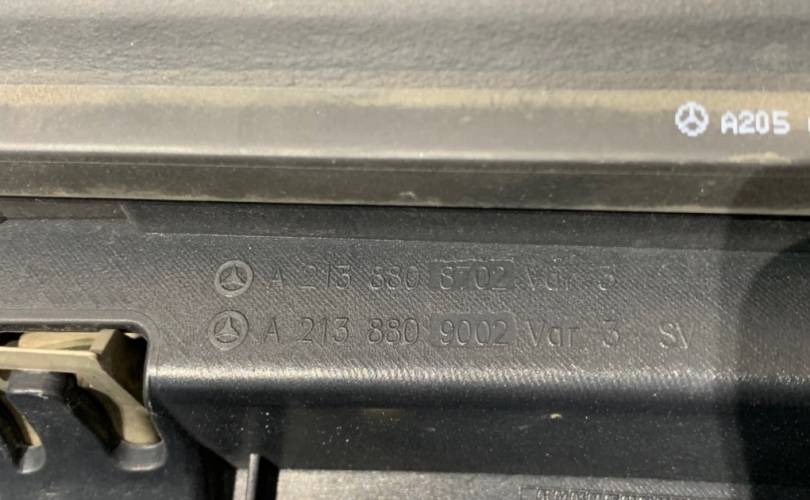 A205
A 213 880 8702 Var. 3
A 213 880 9002 Var. 3 SV